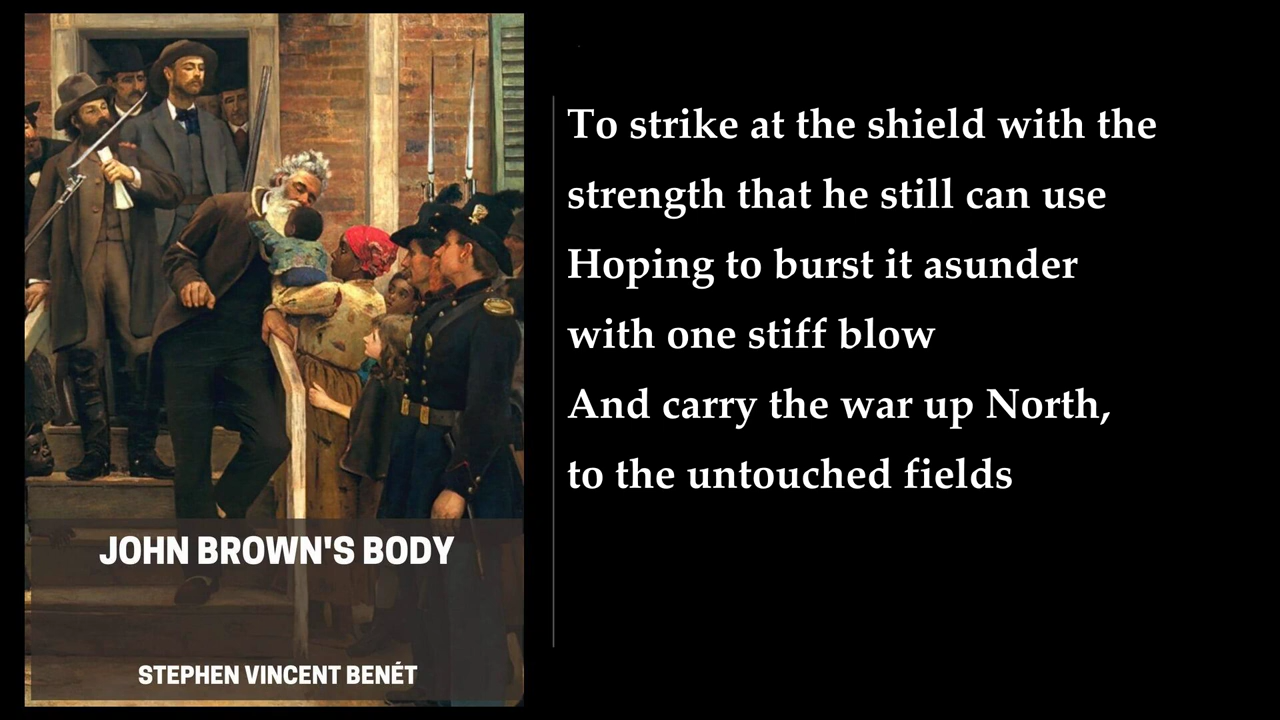 JOHN BROWN'S BODY
STEPHEN VINCENT BENÉT
To strike at the shield with the
strength that he still can use
Hoping to burst it asunder
with one stiff blow
And carry the war up North,
to the untouched fields